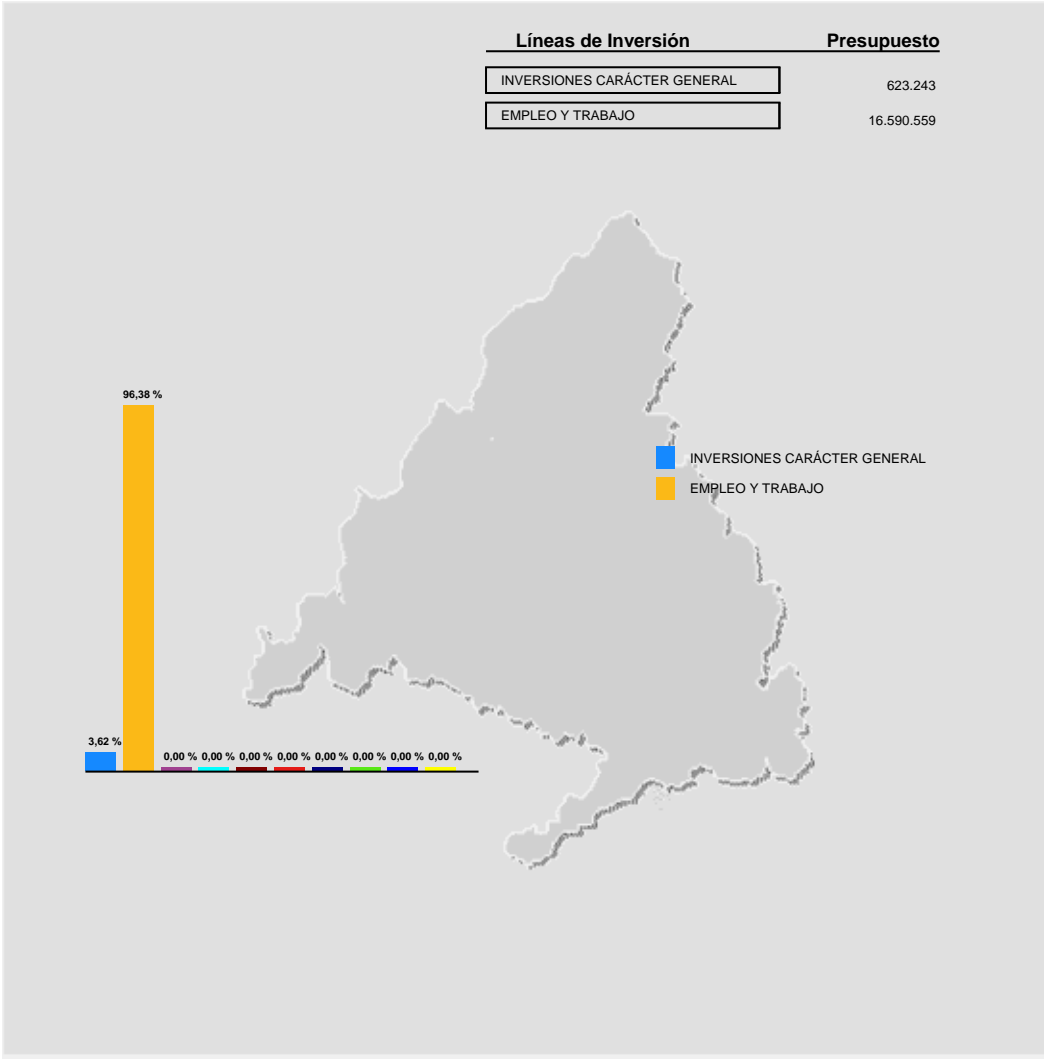 Líneas de Inversión Presupuesto
INVERSIONES CARÁCTER GENERAL 623.243
EMPLEO Y TRABAJO 16.590.559
96,38 %
INVERSIONES CARÁCTER GENERAL
EMPLEO Y TRABAJO
3,62 %
0,00 % 0,00 % 0,00 % 0,00 % 0,00 % 0,00 % 0,00 % 0,00 %